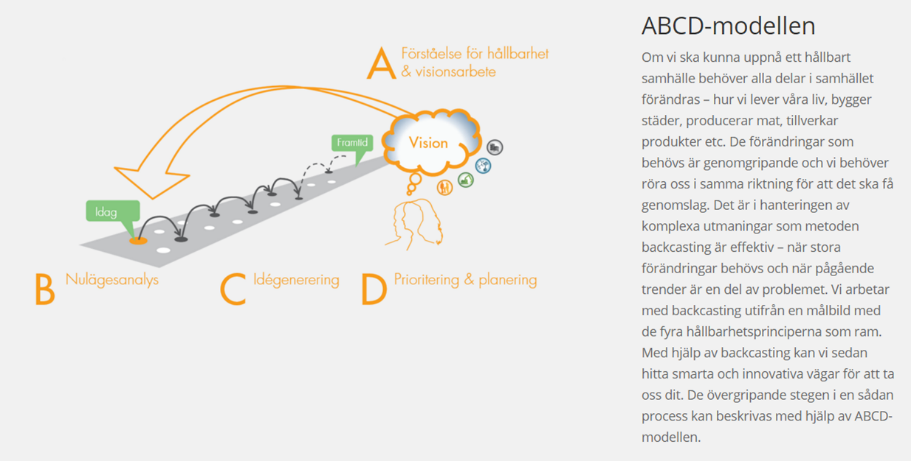 A Förståelse för hållbarhet
& visionsarbete
Vision
Framtid
Idag
B Nulägesanalys
C Idégenerering
D Prioritering & planering
ABCD-modellen
Om vi ska kunna uppnå ett hållbart
samhälle behöver alla delar i samhället
förändras – hur vi lever våra liv, bygger
städer, producerar mat, tillverkar
produkter etc. De förändringar som
behövs är genomgripande och vi behöver
röra oss i samma riktning för att det ska få
genomslag. Det är i hanteringen av
komplexa utmaningar som metoden
backcasting är effektiv – när stora
förändringar behövs och när pågående
trender är en del av problemet. Vi arbetar
med backcasting utifrån en målbild med
de fyra hållbarhetsprinciperna som ram.
Med hjälp av backcasting kan vi sedan
hitta smarta och innovativa vägar för att ta
oss dit. De övergripande stegen i en sådan
process kan beskrivas med hjälp av ABCD-
modellen.